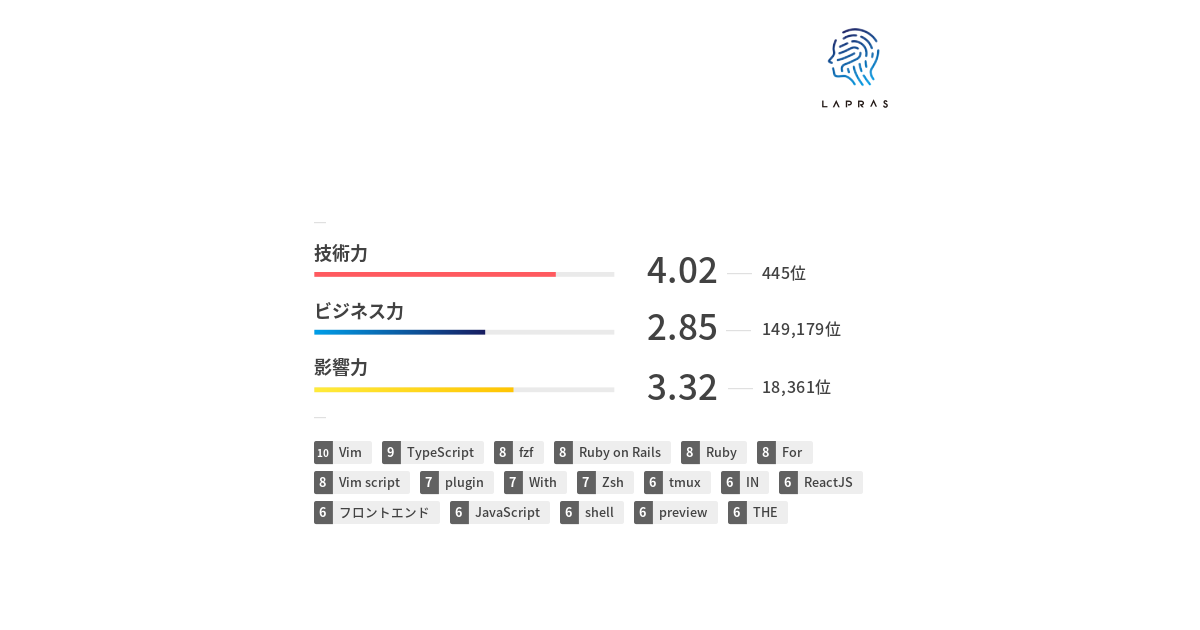 LAPRAS
技術力
4.02 445位
ビジネス力
2.85 149,179位
影響力
3.32 18,361位
10 Vim 9 TypeScript 8 fzf 8 Ruby on Rails 8 Ruby 8 For
8 Vim script 7 plugin 7 With 7 Zsh 6 tmux 6 IN 6 ReactJS
6 フロントエンド 6 JavaScript 6 shell 6 preview 6 THE